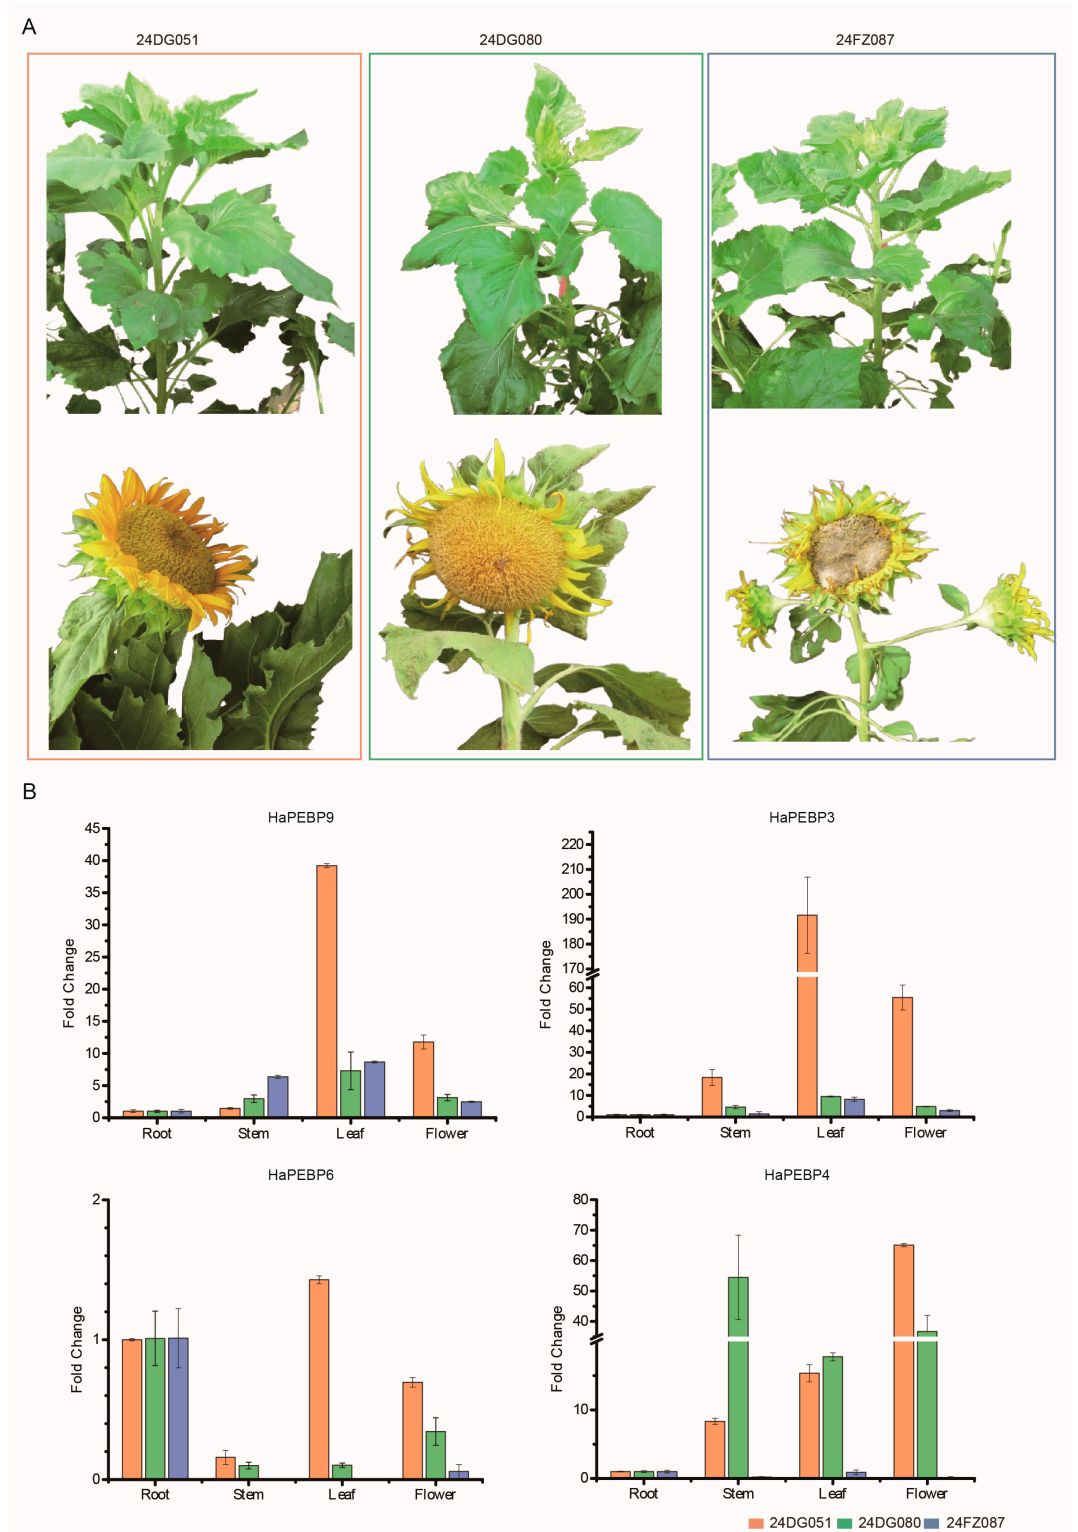 A
24DG051 24DG080 24FZ087
B
HaPEBP9
45
40
35
30
25
20
15
10
5
0
Fold Change
Root Stem Leaf Flower
HaPEBP3
220
210
200
190
180
170
60
50
40
30
20
10
0
Fold Change
Root Stem Leaf Flower
HaPEBP6
2
1
0
Fold Change
Root Stem Leaf Flower
HaPEBP4
80
70
60
50
40
10
0
Fold Change
Root Stem Leaf Flower
24DG051 24DG080 24FZ087